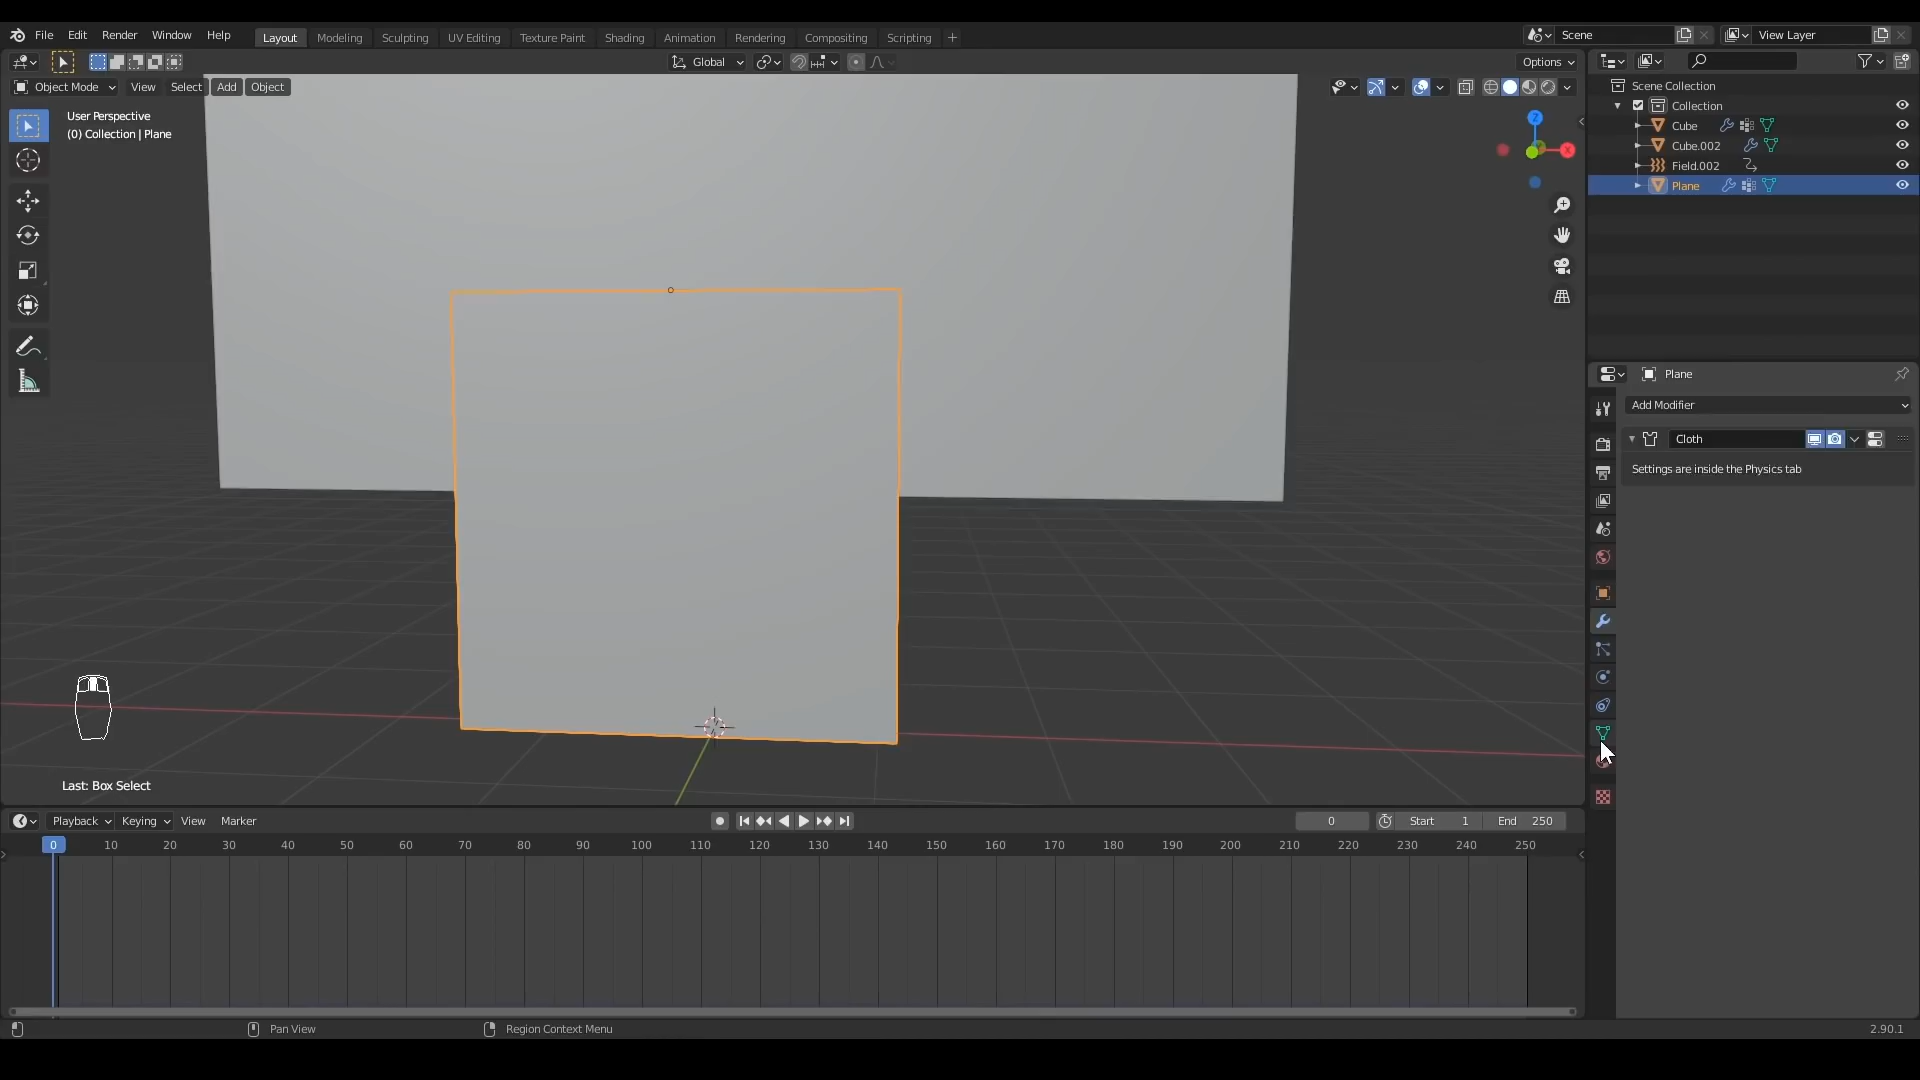 File Edit Render Window Help Layout Modeling Sculpting UV Editing Texture Paint Shading Animation Rendering Compositing Scripting + Scene View Layer
Global Options
Object Mode View Select Add Object
User Perspective
(0) Collection | Plane
Z
X
Scene Collection
Collection
Cube
Cube.002
Field.002
Plane
Plane
Add Modifier
Cloth
Settings are inside the Physics tab
Last: Box Select
Playback Keying View Marker 0 Start 1 End 250
0 10 20 30 40 50 60 70 80 90 100 110 120 130 140 150 160 170 180 190 200 210 220 230 240 250
Pan View Region Context Menu 2.90.1